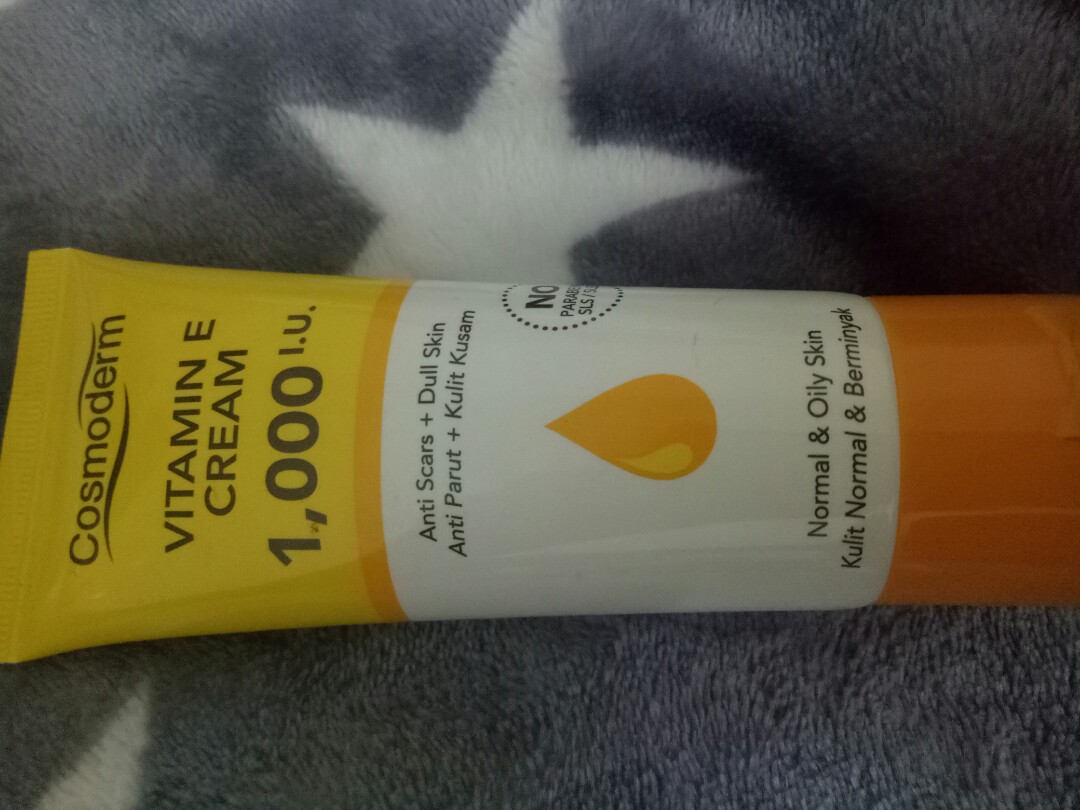 Cosmoderm
VITAMIN E
CREAM
1,000 I.U.
Anti Scars + Dull Skin
Anti Parut + Kulit Kusam
NO
SLS /
Normal & Oily Skin
Kulit Normal & Berminyak